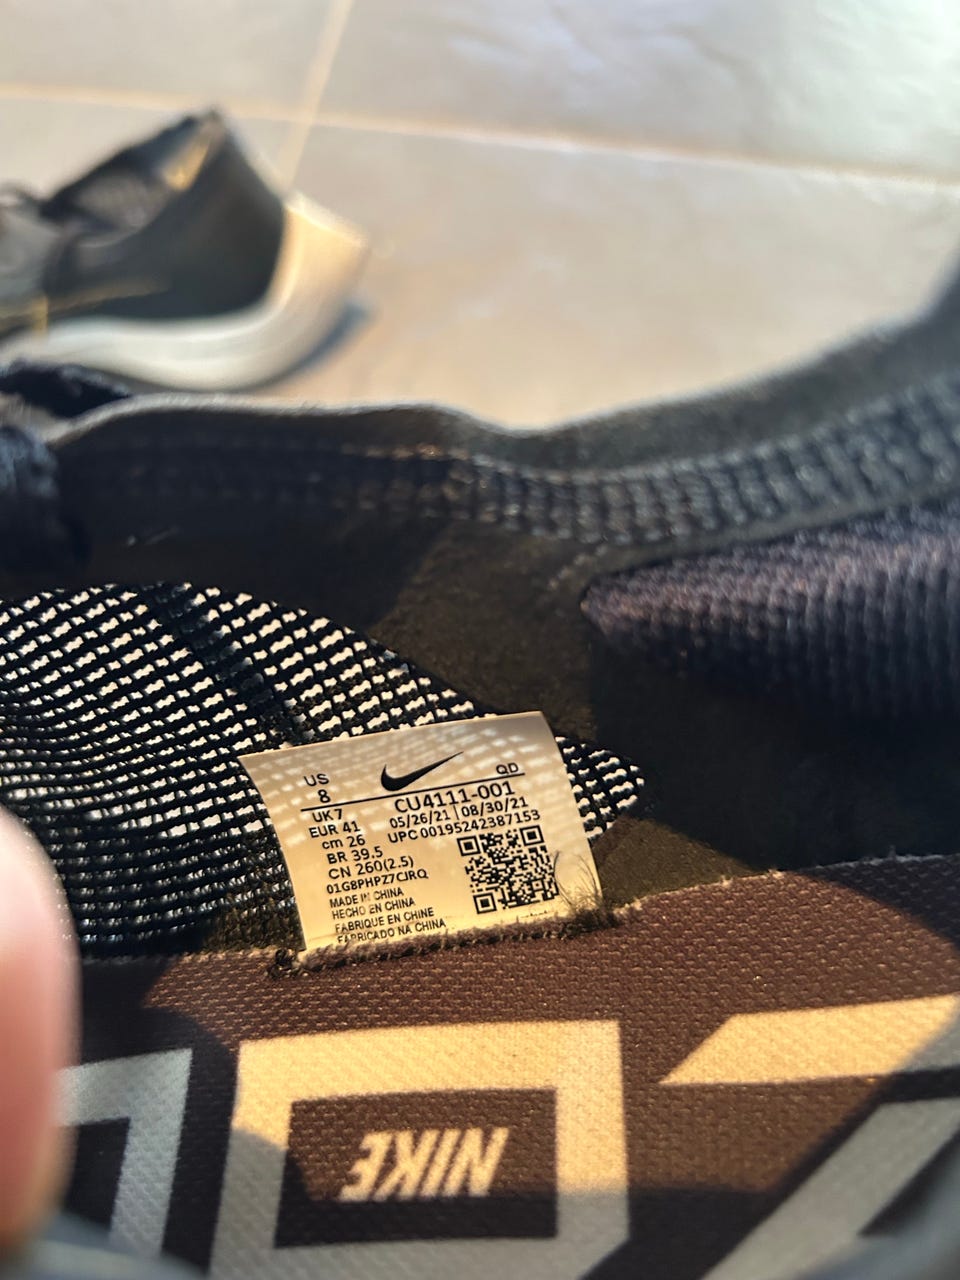 US
8
QD
UK 7
CU4111-001
EUR 41
05/26/21 | 08/30/21
cm 26
UPC 00195242387153
BR 39.5
CN 260(2.5)
01G8PHPZ7CJRQ
MADE IN CHINA
HECHO EN CHINA
FABRIQUE EN CHINE
FABRICADO NA CHINA
NIKE